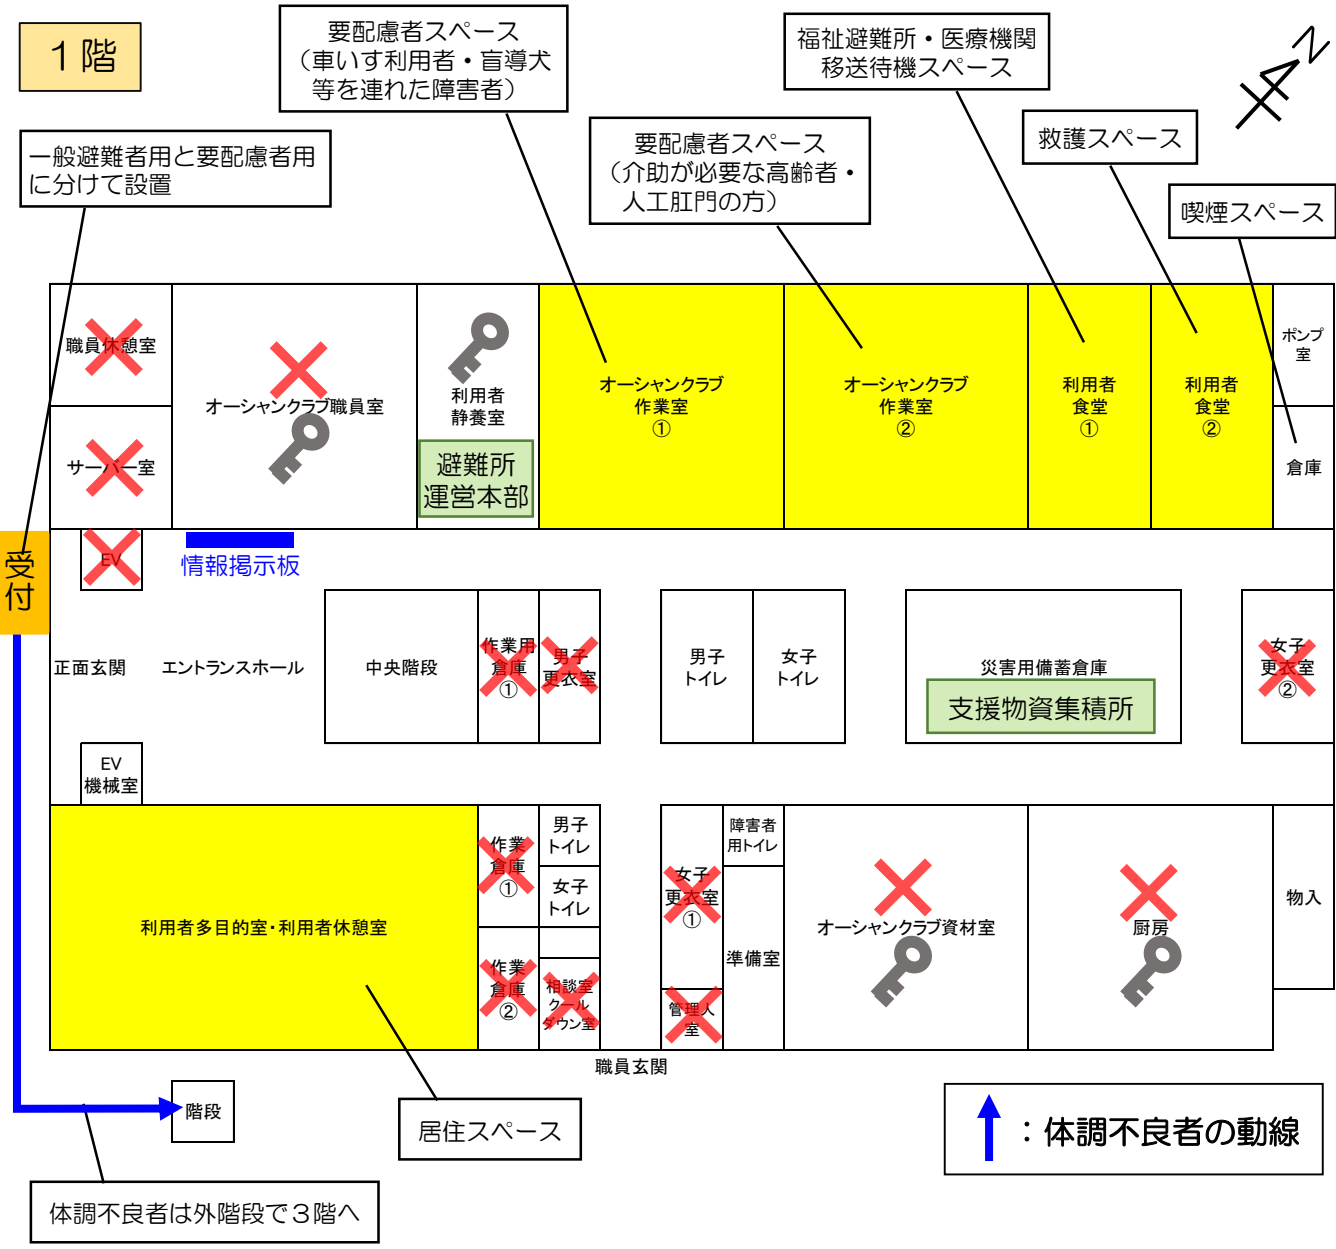 1階
要配慮者スペース
(車いす利用者・盲導犬
等を連れた障害者)
福祉避難所・医療機関
移送待機スペース
N
一般避難者用と要配慮者用
に分けて設置
要配慮者スペース
(介助が必要な高齢者・
人工肛門の方)
救護スペース
喫煙スペース
職員休憩室
オーシャンクラブ職員室
利用者
静養室
避難所
運営本部
オーシャンクラブ
作業室
①
オーシャンクラブ
作業室
②
利用者
食堂
①
利用者
食堂
②
ポンプ
室
サーバー室
倉庫
受付
EV
情報掲示板
正面玄関
エントランスホール
中央階段
作業用
倉庫
①
男子
更衣室
男子
トイレ
女子
トイレ
災害用備蓄倉庫
支援物資集積所
女子
更衣室
②
EV
機械室
利用者多目的室・利用者休憩室
作業
倉庫
①
男子
トイレ
女子
トイレ
作業
倉庫
②
相談室
クール
ダウン室
女子
更衣室
①
管理人
室
障害者
用トイレ
準備室
オーシャンクラブ資材室
厨房
物入
職員玄関
階段
居住スペース
:体調不良者の動線
体調不良者は外階段で3階へ